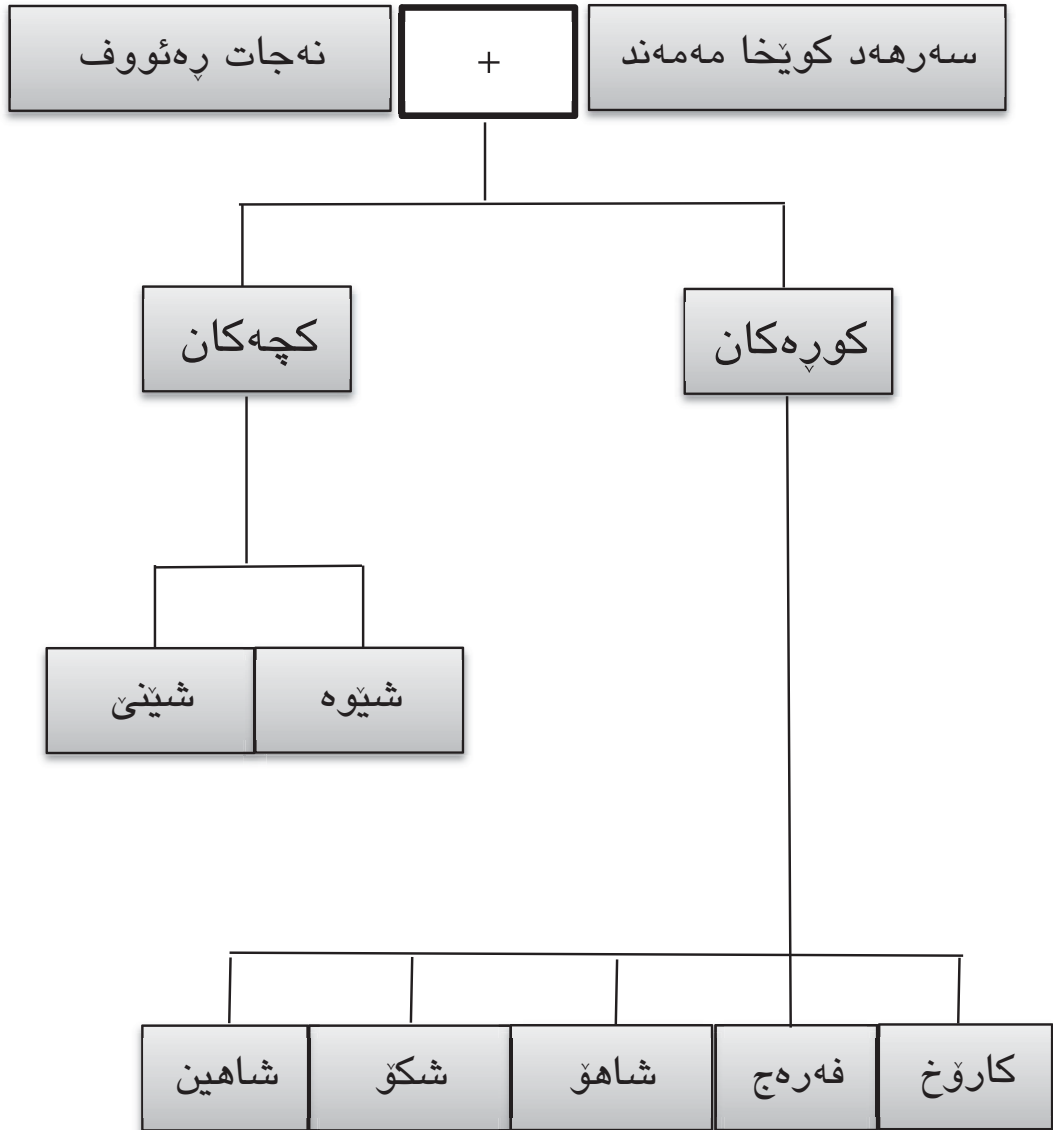 سەرهەد کوێخا مەمەند
+
نەجات ڕەئووف
کوڕەکان
کچەکان
شێوە
شێنێ
کارۆخ
فەرەج
شاهۆ
شکۆ
شاهین